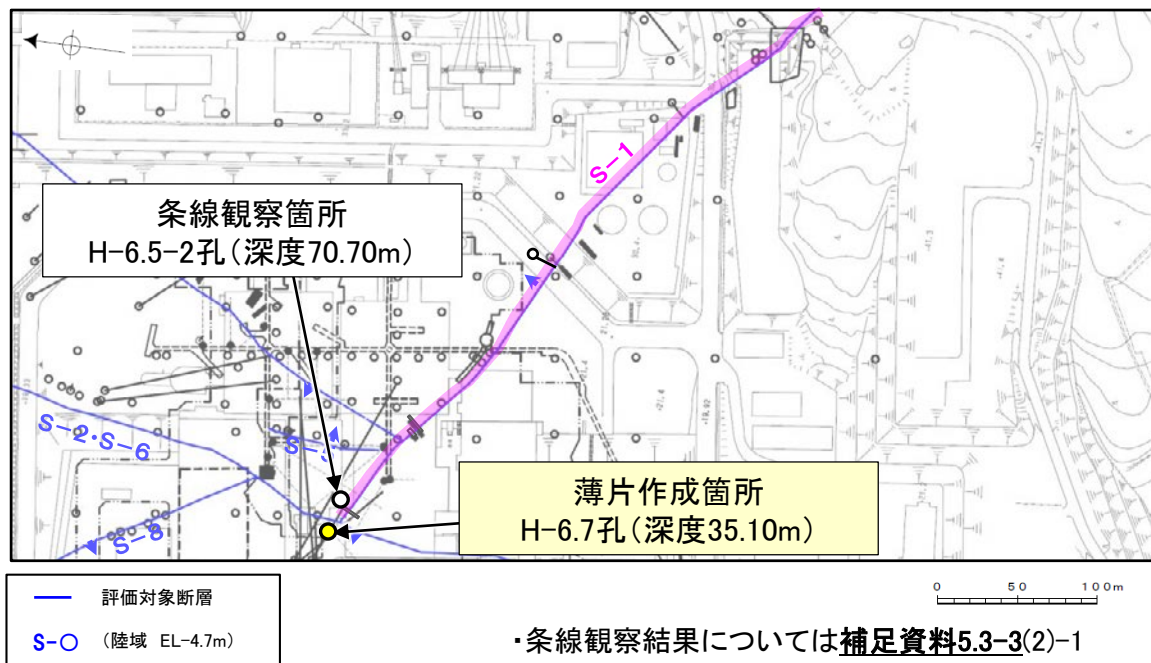 S-1
条線観察箇所
H-6.5-2孔(深度70.70m)
S-2・S-6
S-8
薄片作成箇所
H-6.7孔(深度35.10m)
評価対象断層
S-○ (陸域 EL-4.7m)
0 50 100m
・条線観察結果については補足資料5.3-3(2)-1